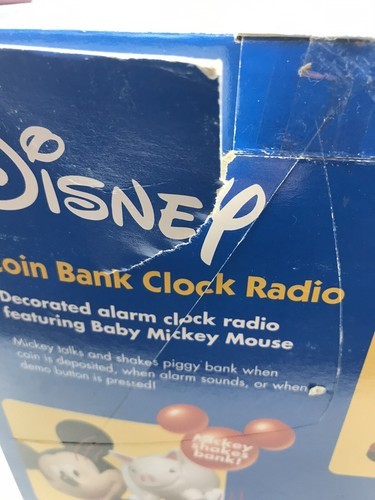 DISNEY
Coin Bank Clock Radio
Decorated alarm clock radio
featuring Baby Mickey Mouse
Mickey talks and shakes piggy bank when
coin is deposited, when alarm sounds, or when
demo button is pressed!
Mickey
shakes
bank!